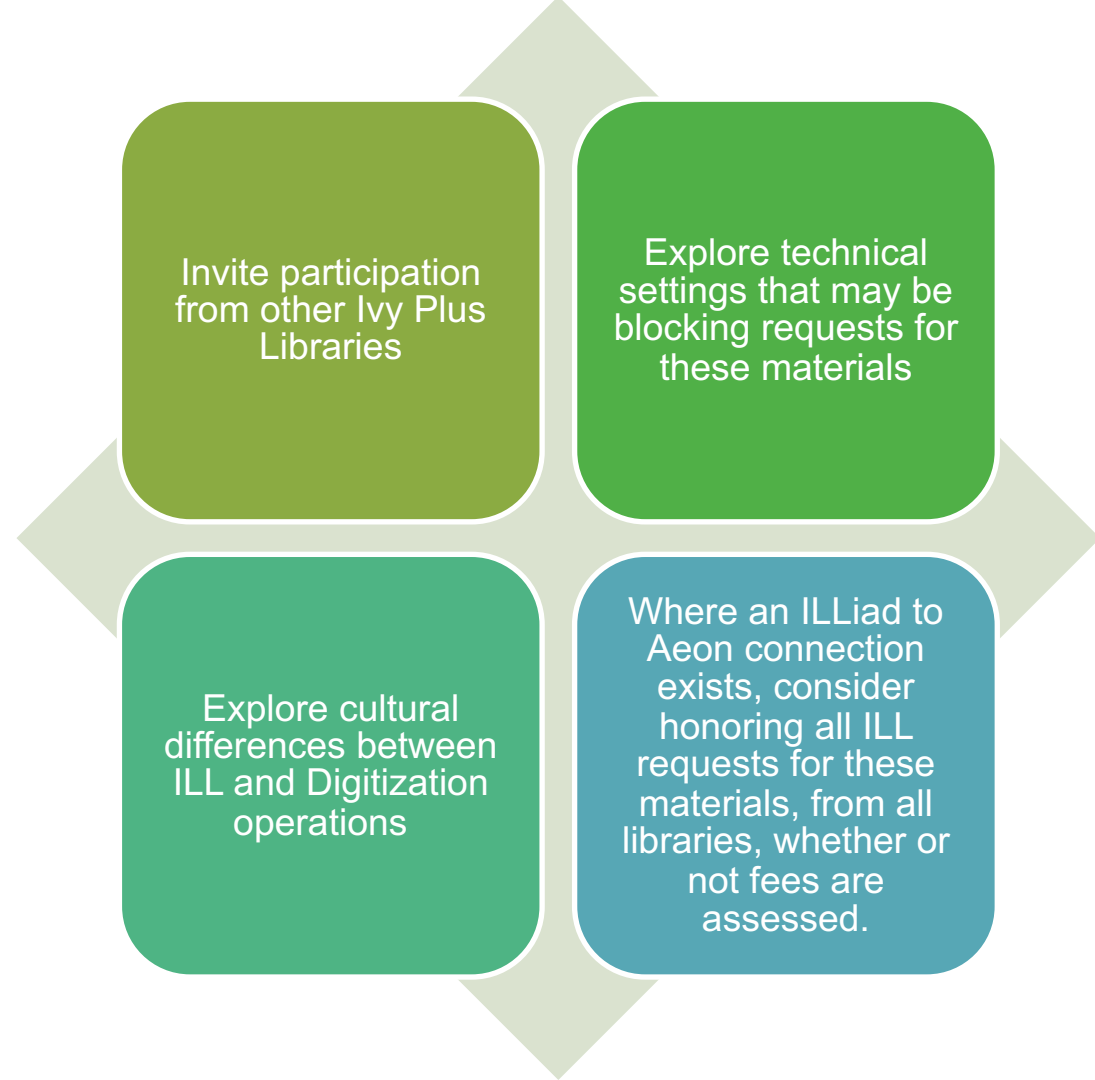 Invite participation
from other Ivy Plus
Libraries
Explore technical
settings that may be
blocking requests for
these materials
Explore cultural
differences between
ILL and Digitization
operations
Where an ILLiad to
Aeon connection
exists, consider
honoring all ILL
requests for these
materials, from all
libraries, whether or
not fees are
assessed.